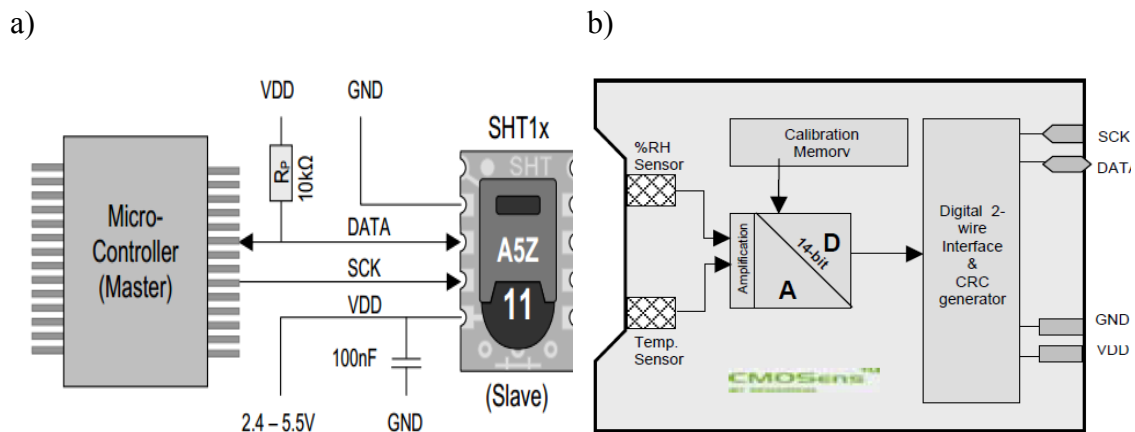 a)
b)
VDD
GND
SHT1x
SHT
RP
10kΩ
Micro-
Controller
(Master)
DATA
SCK
VDD
A5Z
11
100nF
(Slave)
2.4 – 5.5V
GND
%RH
Sensor
Calibration
Memory
SCK
DATA
Amplification
14-bit
D
A
Digital 2-
wire
Interface
&
CRC
generator
Temp.
Sensor
GND
VDD
CMOSens™